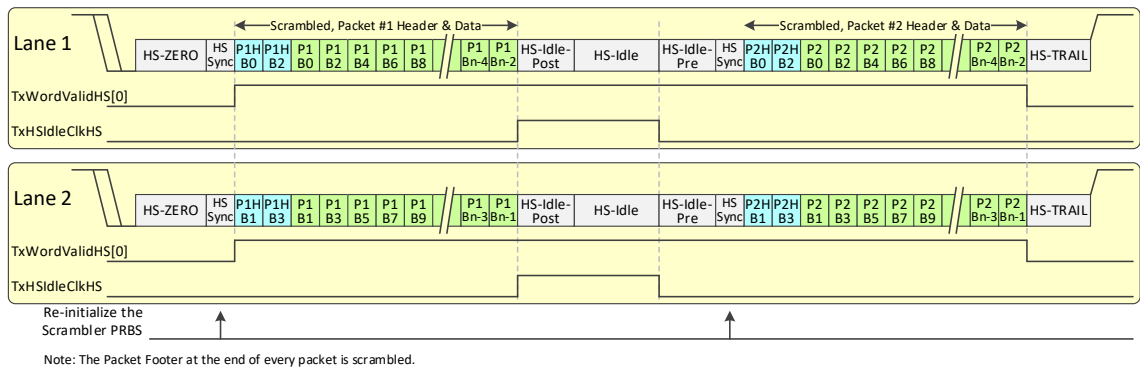 Scrambled, Packet #1 Header & Data
Scrambled, Packet #2 Header & Data
Lane 1
HS-ZERO
HS
Sync
P1H
B0
P1H
B2
P1
B0
P1
B2
P1
B4
P1
B6
P1
B8
P1
Bn-4
P1
Bn-2
HS-Idle-
Post
HS-Idle
HS-Idle-
Pre
HS
Sync
P2H
B0
P2H
B2
P2
B0
P2
B2
P2
B4
P2
B6
P2
B8
P2
Bn-4
P2
Bn-2
HS-TRAIL
TxWordValidHS[0]
TxHSIdleClkHS
Lane 2
HS-ZERO
HS
Sync
P1H
B1
P1H
B3
P1
B1
P1
B3
P1
B5
P1
B7
P1
B9
P1
Bn-3
P1
Bn-1
HS-Idle-
Post
HS-Idle
HS-Idle-
Pre
HS
Sync
P2H
B1
P2H
B3
P2
B1
P2
B3
P2
B5
P2
B7
P2
B9
P2
Bn-3
P2
Bn-1
HS-TRAIL
TxWordValidHS[0]
TxHSIdleClkHS
Re-initialize the
Scrambler PRBS
Note: The Packet Footer at the end of every packet is scrambled.